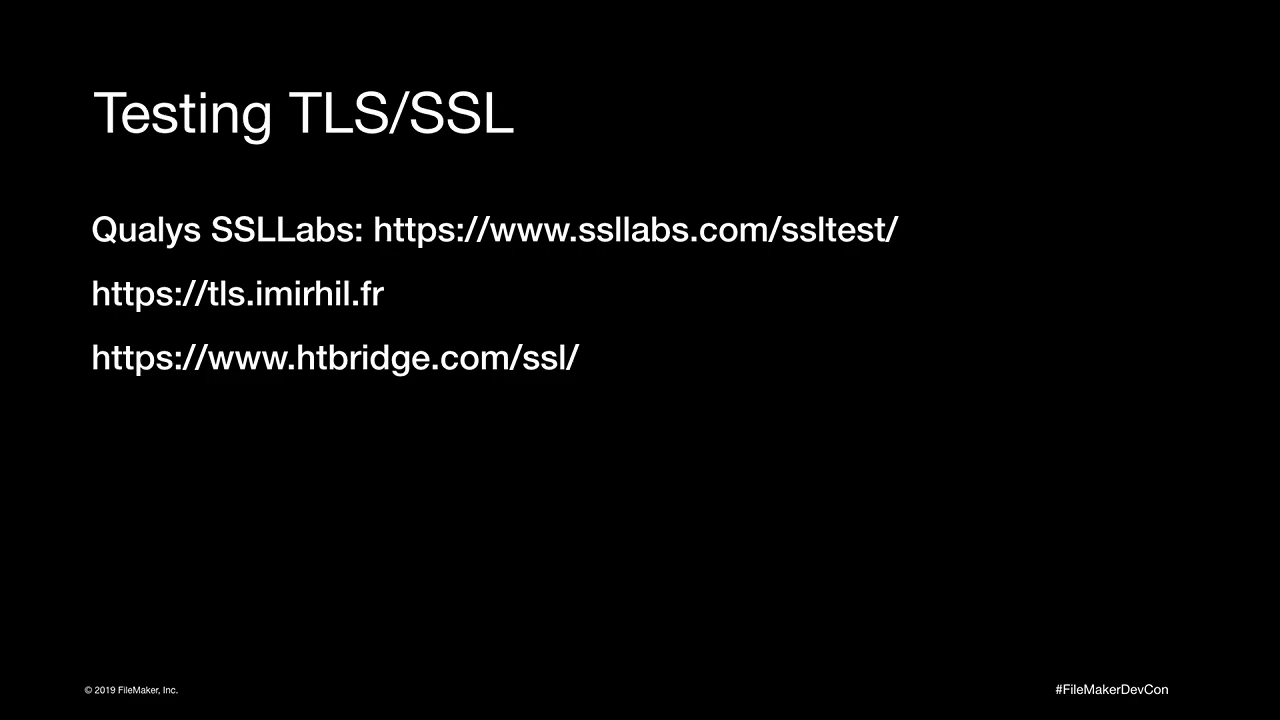 Testing TLS/SSL
Qualys SSLLabs: https://www.ssllabs.com/ssltest/
https://tls.imirhil.fr
https://www.htbridge.com/ssl/
© 2019 FileMaker, Inc.
#FileMakerDevCon